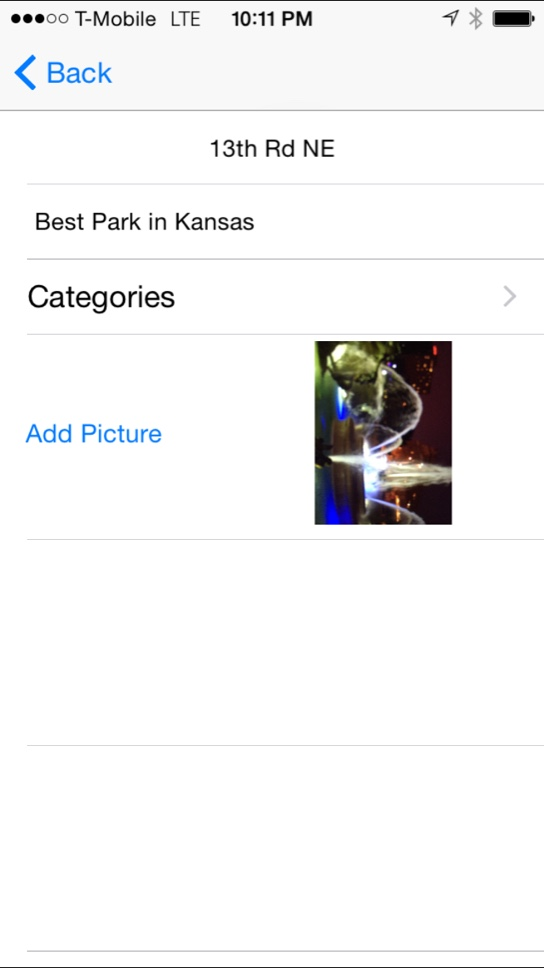 T-Mobile LTE 10:11 PM
Back
13th Rd NE
Best Park in Kansas
Categories
Add Picture